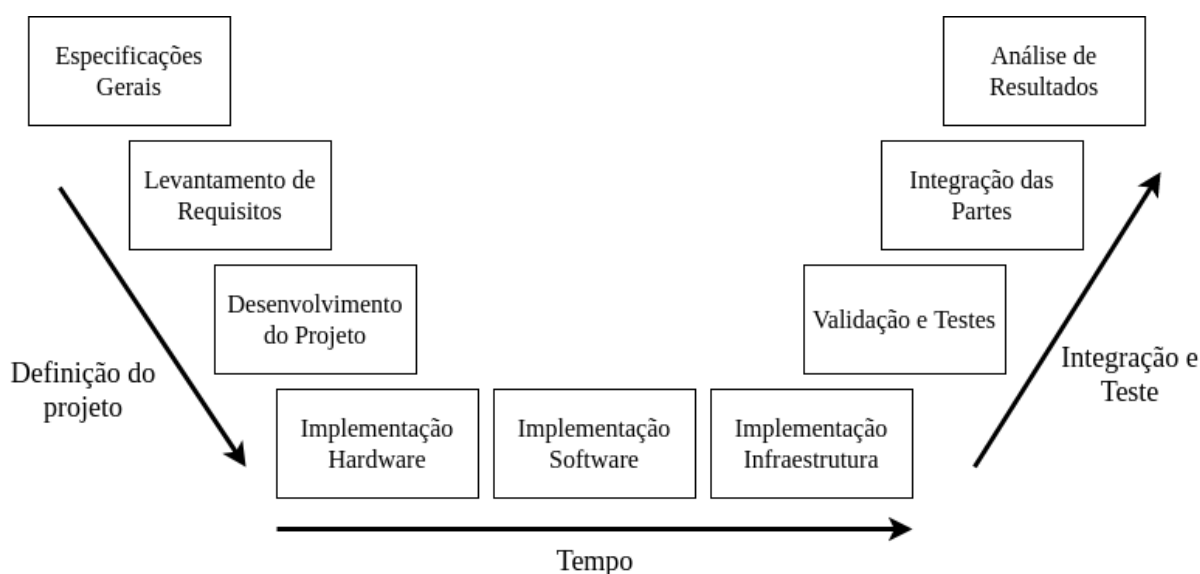 Especificações
Gerais
Análise de
Resultados
Levantamento de
Requisitos
Integração das
Partes
Desenvolvimento
do Projeto
Validação e Testes
Definição do
projeto
Integração e
Teste
Implementação
Hardware
Implementação
Software
Implementação
Infraestrutura
Tempo